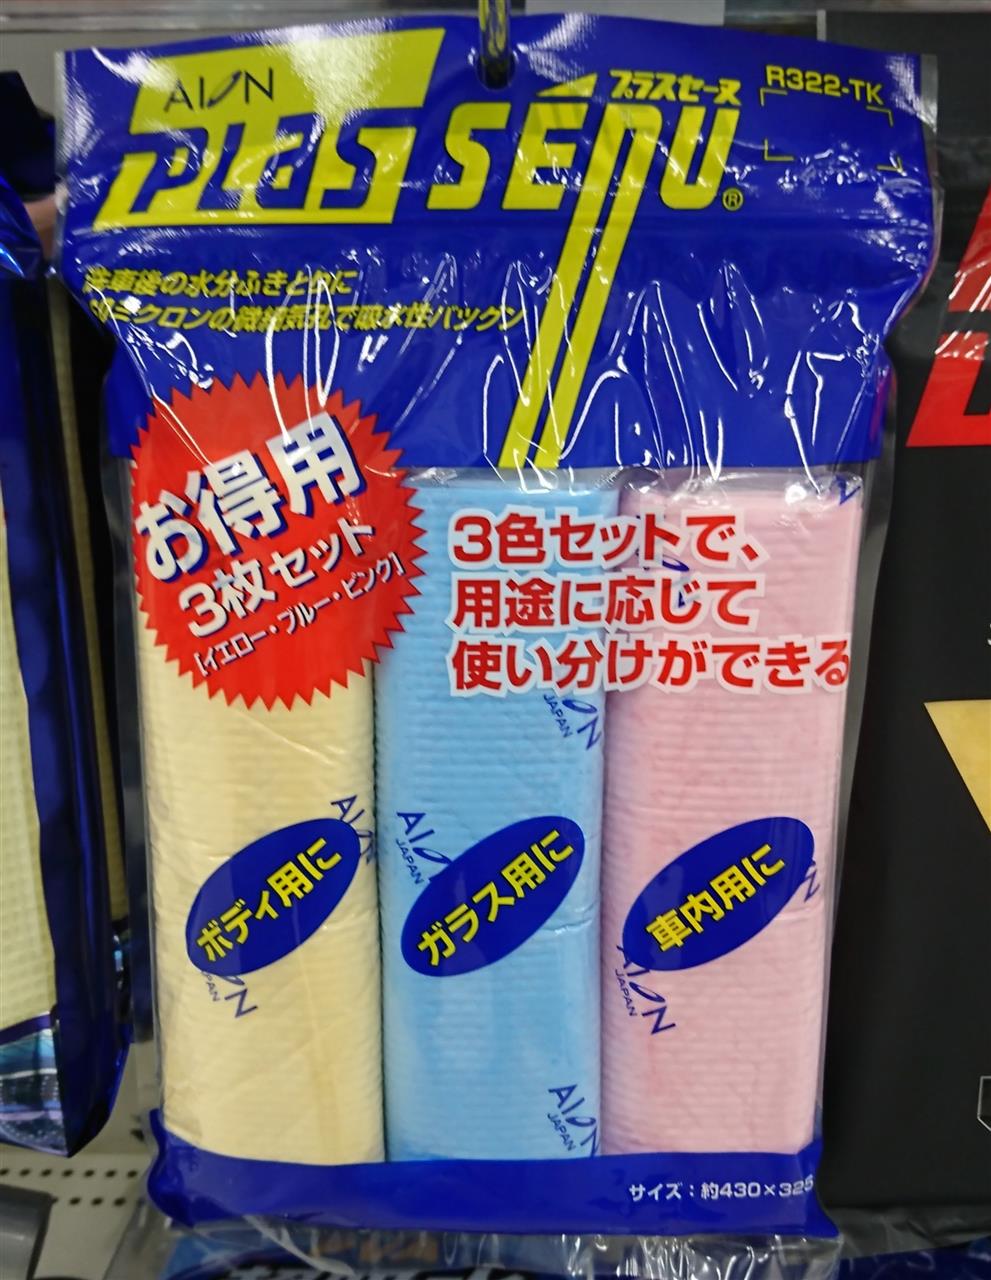 AION
プラスセーヌ
R322-TK
PLAS SENU®
洗車後の水分ふきとりに
ミクロンの微細気孔で吸水性バツグン
お得用
3枚セット
[イエロー・ブルー・ピンク]
3色セットで、
用途に応じて
使い分けができる
AION
JAPAN
AION
JAPAN
ボディ用に
ガラス用に
車内用に
AION
JAPAN
AION
JAPAN
サイズ：約430×325